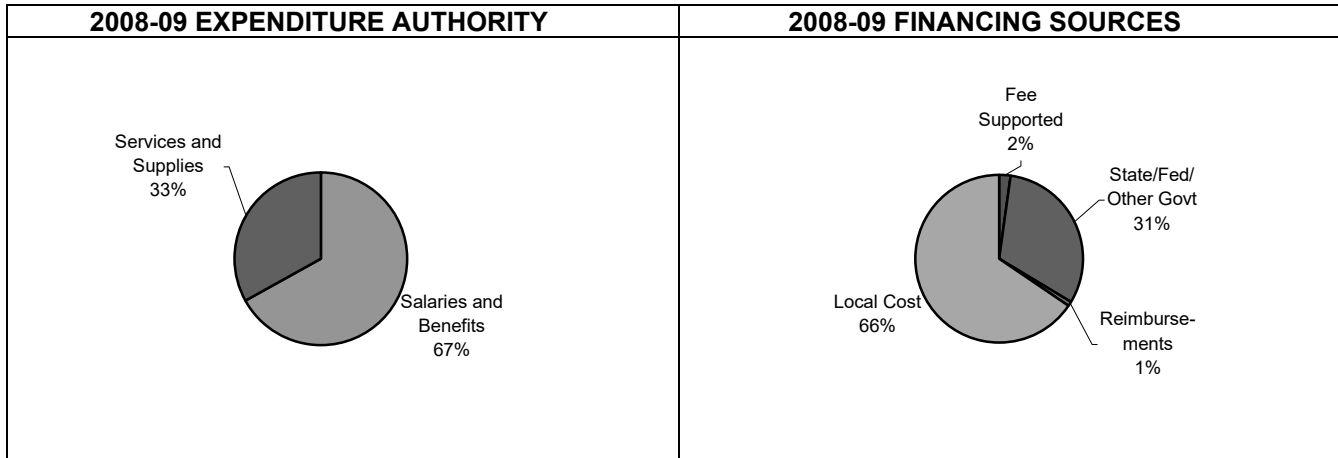 2008-09 EXPENDITURE AUTHORITY
Services and
Supplies
33%
Salaries and
Benefits
67%
2008-09 FINANCING SOURCES
Fee
Supported
2%
State/Fed/
Other Govt
31%
Local Cost
66%
Reimburse-
ments
1%